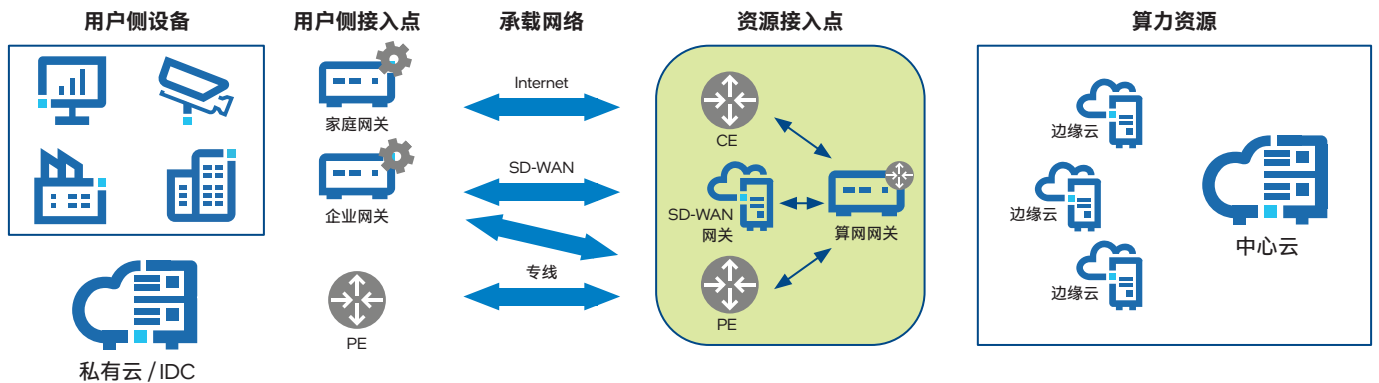 用户侧设备
用户侧接入点
承载网络
资源接入点
算力资源
家庭网关
企业网关
PE
私有云 / IDC
Internet
SD-WAN
专线
CE
SD-WAN
网关
算网网关
PE
边缘云
边缘云
边缘云
中心云